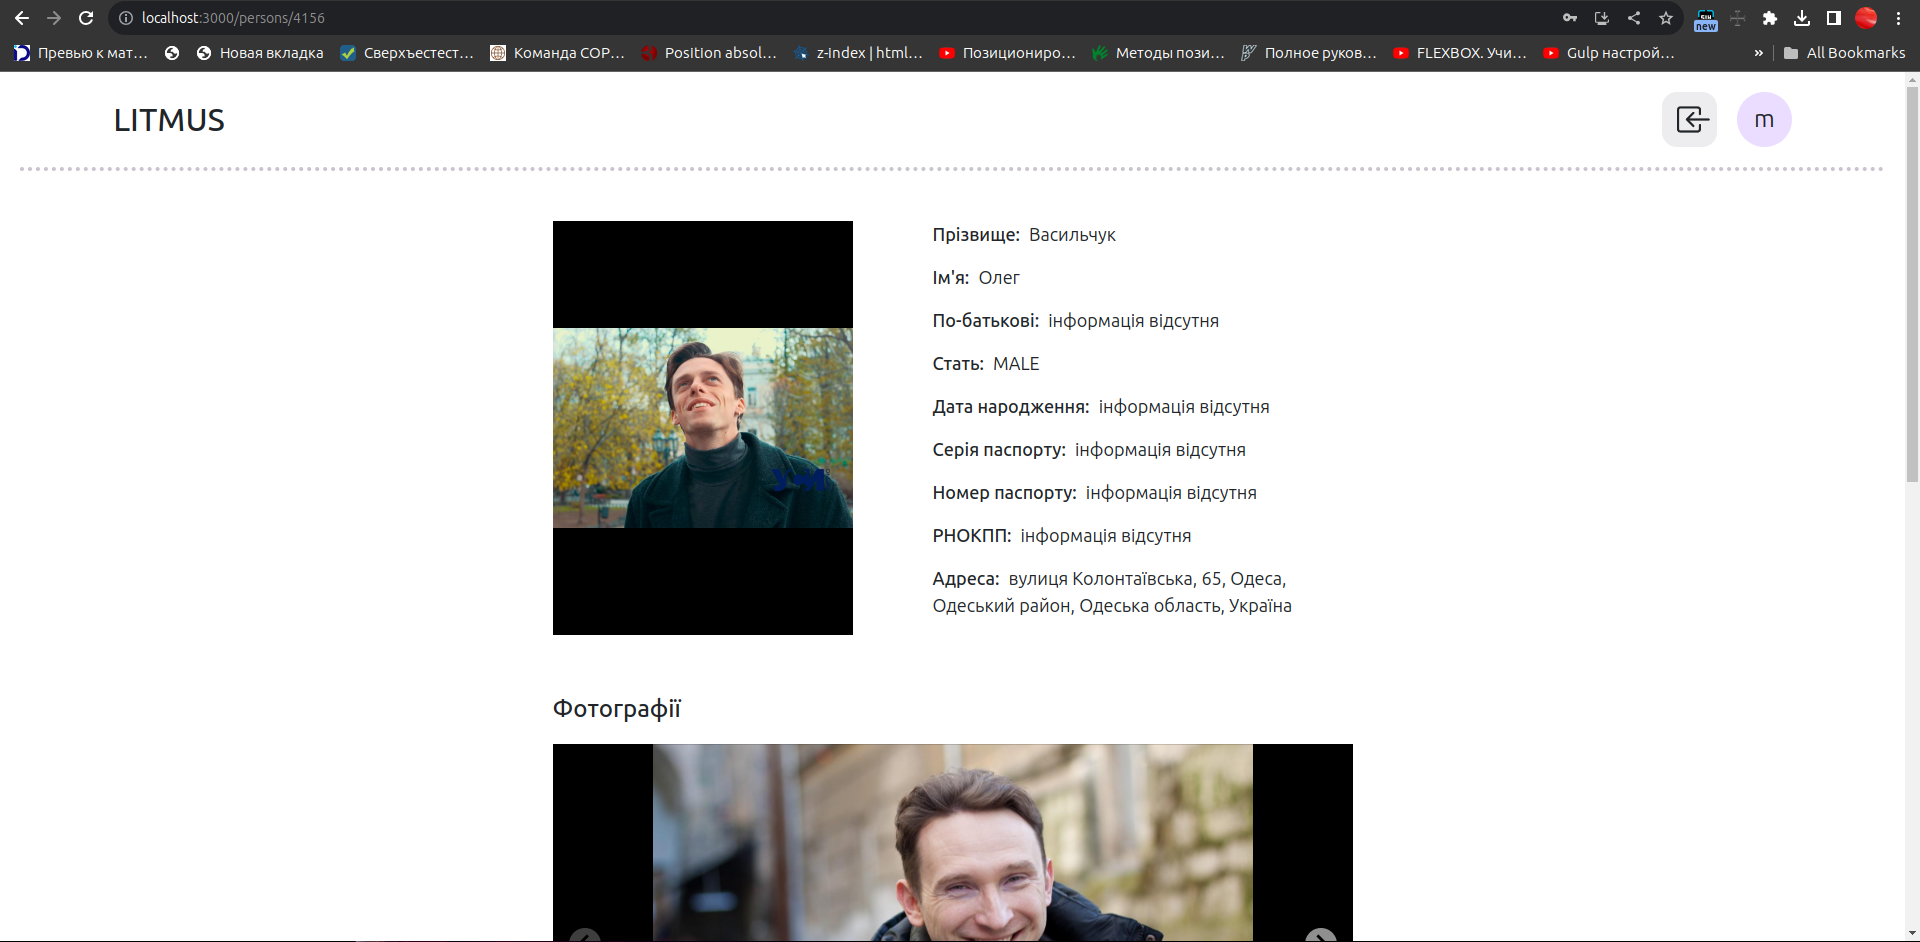 localhost:3000/persons/4156
new
Превью к мат...
Новая вкладка
Сверхъестест...
Команда СОР...
Position absol...
z-index | html...
Позициониро...
Методы пози...
Полное руков...
FLEXBOX. Учи...
Gulp настрой...
»
All Bookmarks
LITMUS
m
Прізвище: Васильчук
Ім'я: Олег
По-батькові: інформація відсутня
Стать: MALE
Дата народження: інформація відсутня
Серія паспорту: інформація відсутня
Номер паспорту: інформація відсутня
РНОКПП: інформація відсутня
Адреса: вулиця Колонтаївська, 65, Одеса,
Одеський район, Одеська область, Україна
Фотографії